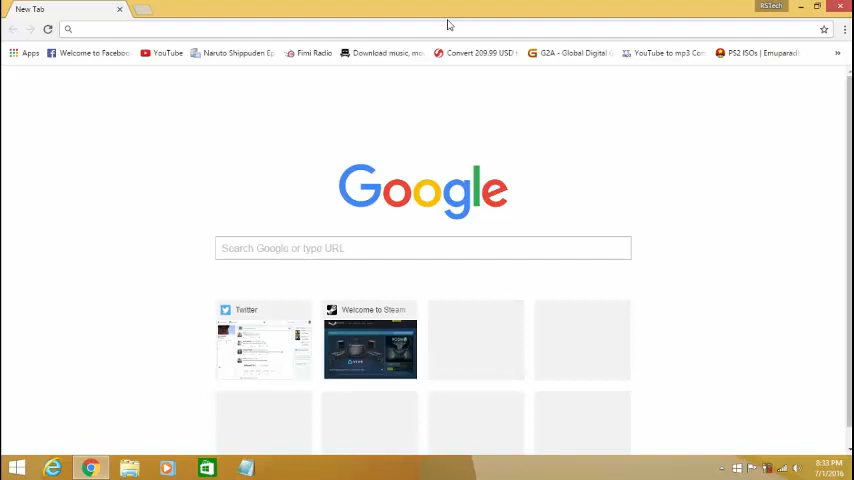 New Tab
RSTech
Apps
Welcome to Faceboo
YouTube
Naruto Shippuden Ep
Fimi Radio
Download music, mo
Convert 209.99 USD t
G2A - Global Digital
YouTube to mp3 Con
PS2 ISOs | Emuparad
»
Google
Search Google or type URL
Twitter
Welcome to Steam
8:33 PM
7/1/2016